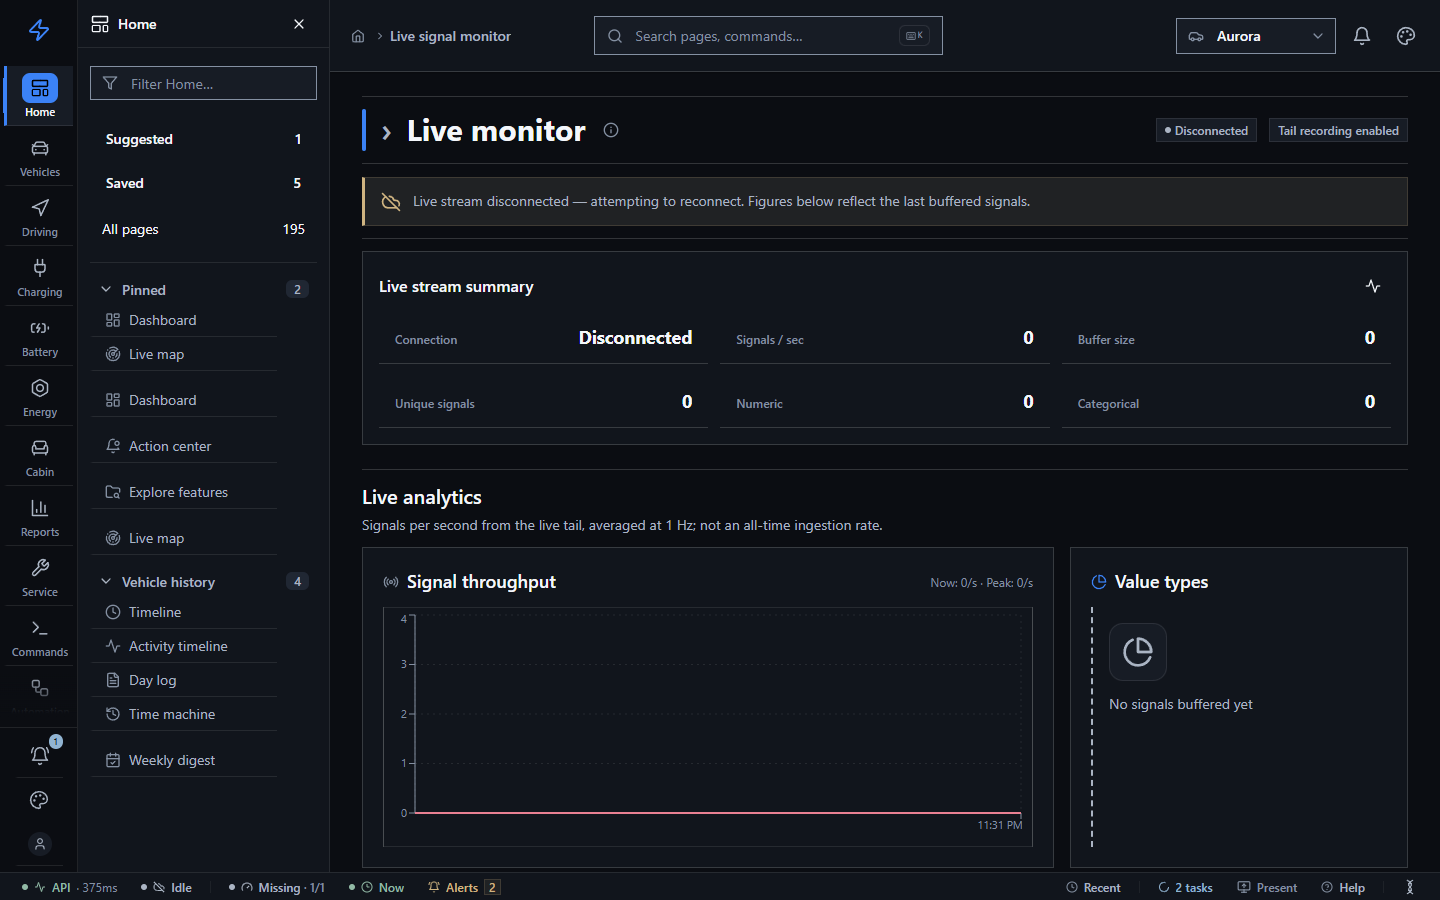 Home
Vehicles
Driving
Charging
Battery
Energy
Cabin
Reports
Service
Commands
1
Home
Filter Home...
Suggested 1
Saved 5
All pages 195
Pinned 2
Dashboard
Live map
Dashboard
Action center
Explore features
Live map
Vehicle history 4
Timeline
Activity timeline
Day log
Time machine
Weekly digest
Live signal monitor
Search pages, commands...
K
Aurora
Live monitor
Disconnected
Tail recording enabled
Live stream disconnected — attempting to reconnect. Figures below reflect the last buffered signals.
Live stream summary
Connection Disconnected
Signals / sec 0
Buffer size 0
Unique signals 0
Numeric 0
Categorical 0
Live analytics
Signals per second from the live tail, averaged at 1 Hz; not an all-time ingestion rate.
Signal throughput
Now: 0/s · Peak: 0/s
4
3
2
1
0
11:31 PM
Value types
No signals buffered yet
API · 375ms
Idle
Missing · 1/1
Now
Alerts 2
Recent
2 tasks
Present
Help